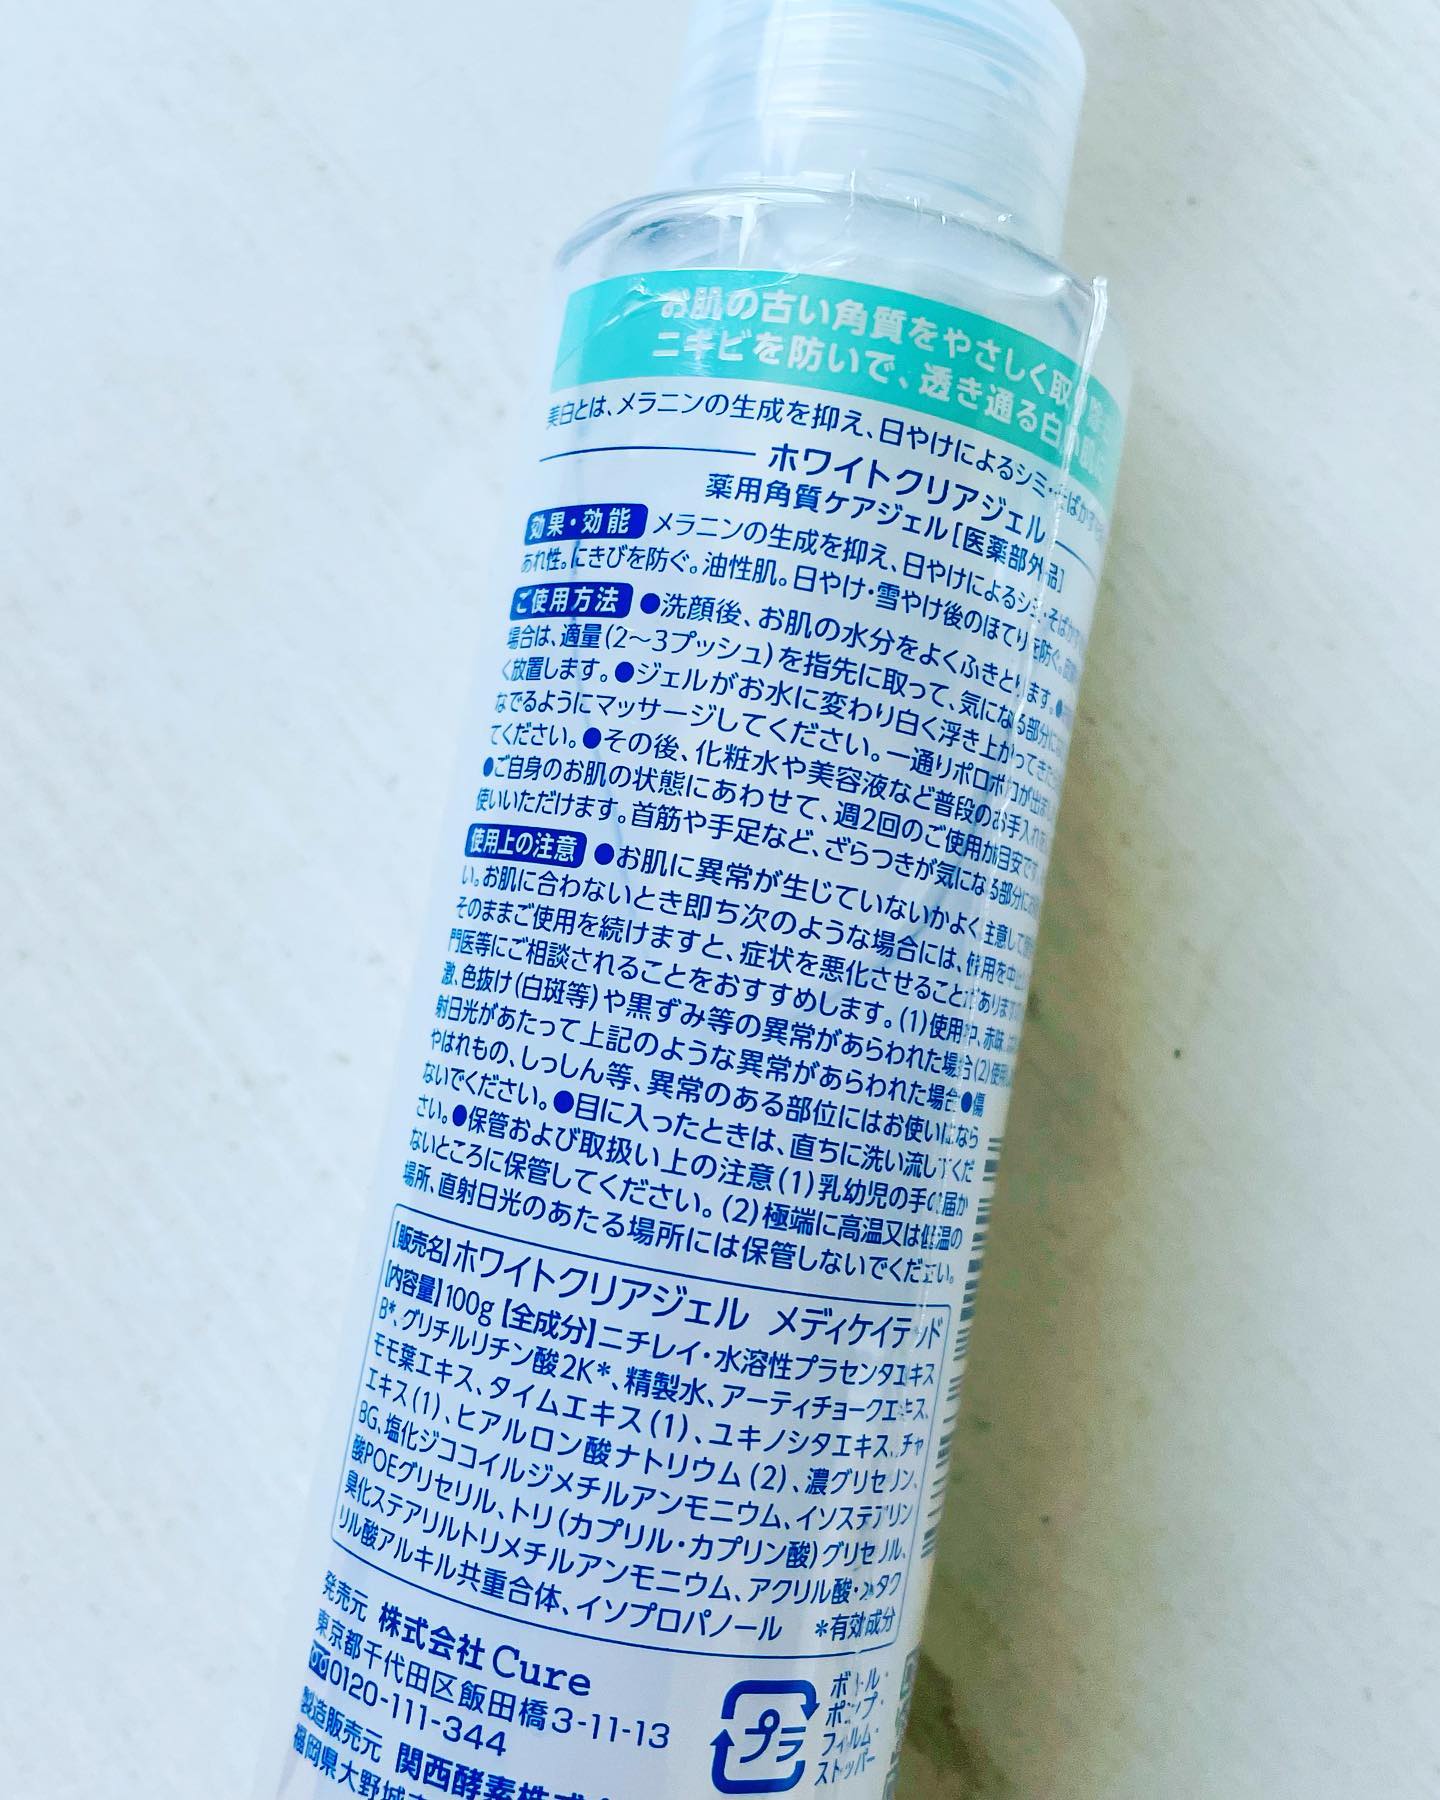 お肌の古い角質をやさしく取り除き
ニキビを防いで、透き通る白い肌に
美白とは、メラニンの生成を抑え、日やけによるシミ・そばかす
ホワイトクリアジェル
薬用角質ケアジェル[医薬部外品]
効果・効能 メラニンの生成を抑え、日やけによるシミ・そばかす
あれ性。にきびを防ぐ。油性肌。日やけ・雪やけ後のほてりを防ぐ。
ご使用方法 ●洗顔後、お肌の水分をよくふきとります。●
場合は、適量(2～3プッシュ)を指先に取って、気になる部分に
く放置します。●ジェルがお水に変わり白く浮き上がってきた
なでるようにマッサージしてください。一通りポロポロが出
てください。●その後、化粧水や美容液など普段のお手入れ
●ご自身のお肌の状態にあわせて、週2回のご使用が目安です
使いいただけます。首筋や手足など、ざらつきが気になる部分に
使用上の注意 ●お肌に異常が生じていないかよく注意して
い。お肌に合わないとき即ち次のような場合には、使用を中止
そのままご使用を続けますと、症状を悪化させることがあります
門医等にご相談されることをおすすめします。(1)使用中、赤味、
激、色抜け(白斑等)や黒ずみ等の異常があらわれた場合(2)使用
射日光があたって上記のような異常があらわれた場合●傷
やはれもの、しっしん等、異常のある部位にはお使いになら
ないでください。●目に入ったときは、直ちに洗い流してくだ
さい。●保管および取扱い上の注意(1)乳幼児の手の届か
ないところに保管してください。(2)極端に高温又は低温の
場所、直射日光のあたる場所には保管しないでください。
【販売名】ホワイトクリアジェル メディケイテッド
【内容量】100g【全成分】ニチレイ・水溶性プラセンタエキス
B*、グリチルリチン酸2K*、精製水、アーティチョークエキス、
モモ葉エキス、タイムエキス(1)、ユキノシタエキス、チャ
エキス(1)、ヒアルロン酸ナトリウム(2)、濃グリセリン、
BG、塩化ジココイルジメチルアンモニウム、イソステアリン
酸POEグリセリル、トリ(カプリル・カプリン酸)グリセリル、
臭化ステアリルトリメチルアンモニウム、アクリル酸・メタク
リル酸アルキル共重合体、イソプロパノール *有効成分
発売元 株式会社Cure
東京都千代田区飯田橋3-11-13
0120-111-344
製造販売元 関西酵素株式
福岡県大野城
プラ
ボトル・
ポンプ・
フィルム・
ストッパー